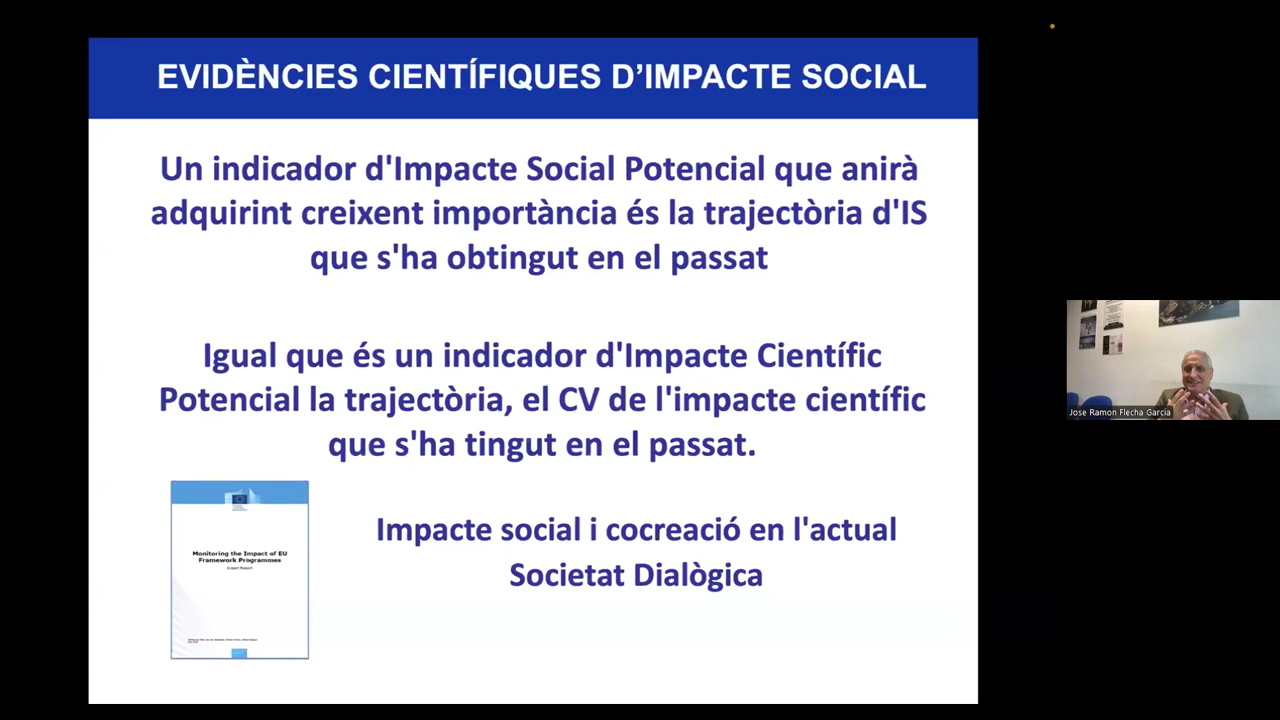 EVIDÈNCIES CIENTÍFIQUES D'IMPACTE SOCIAL
Un indicador d'Impacte Social Potencial que anirà
adquirint creixent importància és la trajectòria d'IS
que s'ha obtingut en el passat
Igual que és un indicador d'Impacte Científic
Potencial la trajectòria, el CV de l'impacte científic
que s'ha tingut en el passat.
Monitoring the Impact of EU
Framework Programmes
Expert Report
Impacte social i cocreació en l'actual
Societat Dialògica
Jose Ramon Flecha Garcia